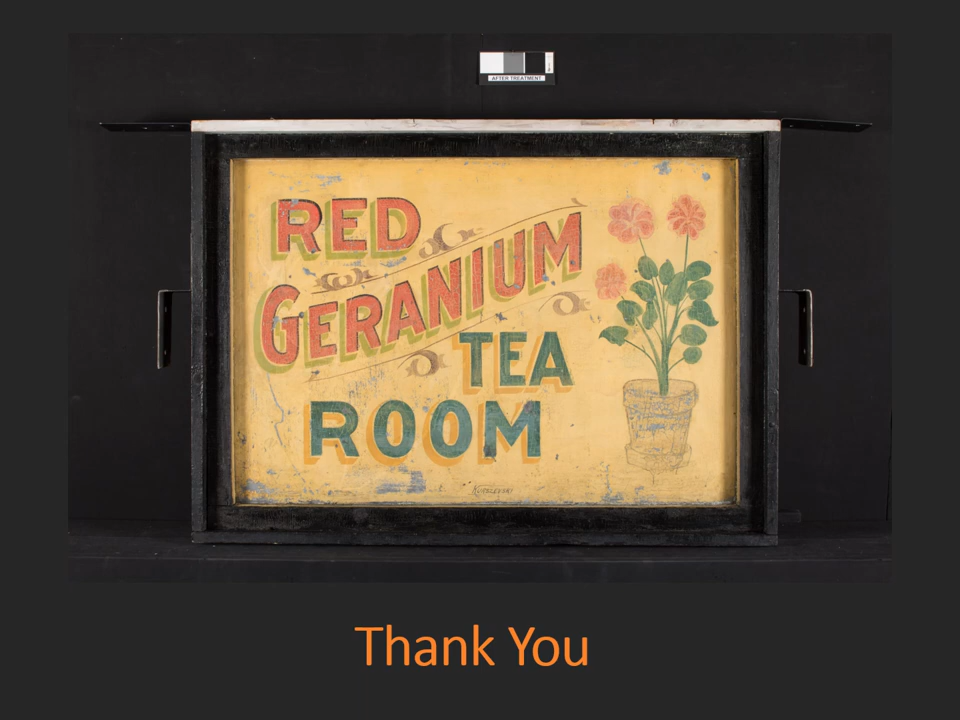 AFTER TREATMENT
RED
GERANIUM
TEA
ROOM
Thank You